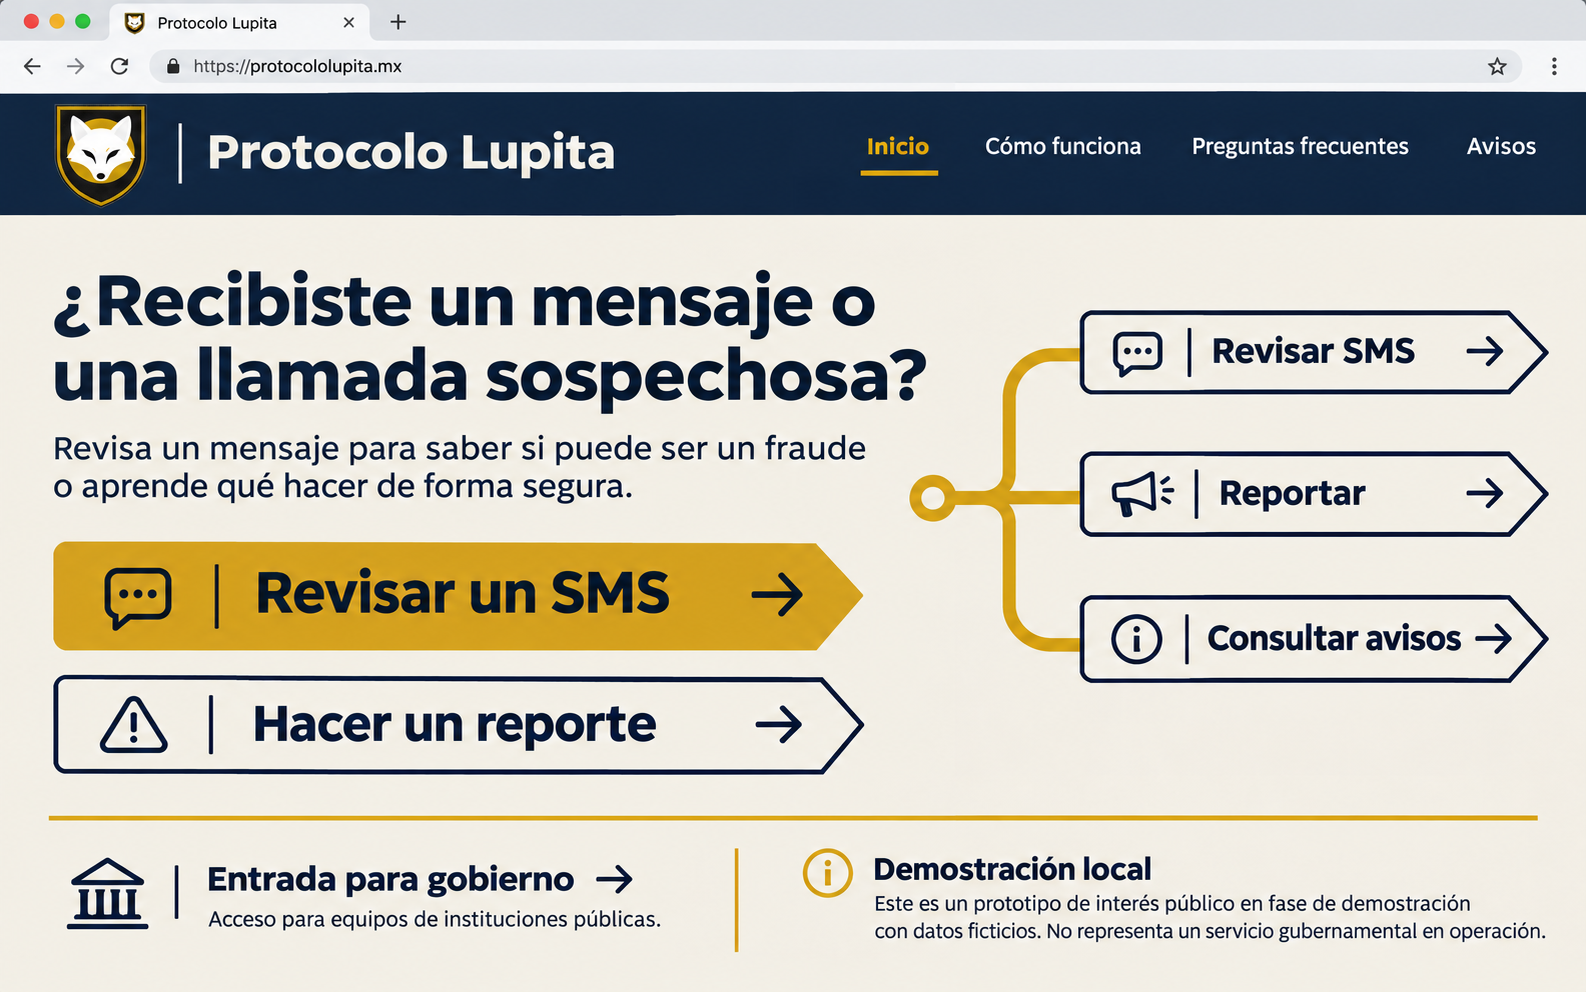 Protocolo Lupita
https://protocololupita.mx
Protocolo Lupita
Inicio
Cómo funciona
Preguntas frecuentes
Avisos
¿Recibiste un mensaje o
una llamada sospechosa?
Revisa un mensaje para saber si puede ser un fraude
o aprende qué hacer de forma segura.
Revisar un SMS
Hacer un reporte
Revisar SMS
Reportar
Consultar avisos
Entrada para gobierno
Acceso para equipos de instituciones públicas.
Demostración local
Este es un prototipo de interés público en fase de demostración
con datos ficticios. No representa un servicio gubernamental en operación.